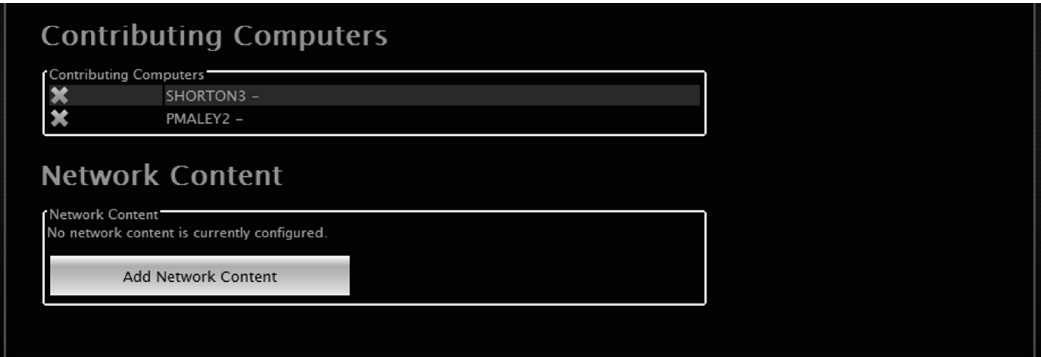 Contributing Computers
Contributing Computers
SHORTON3 –
PMALEY2 –
Network Content
Network Content
No network content is currently configured.
Add Network Content